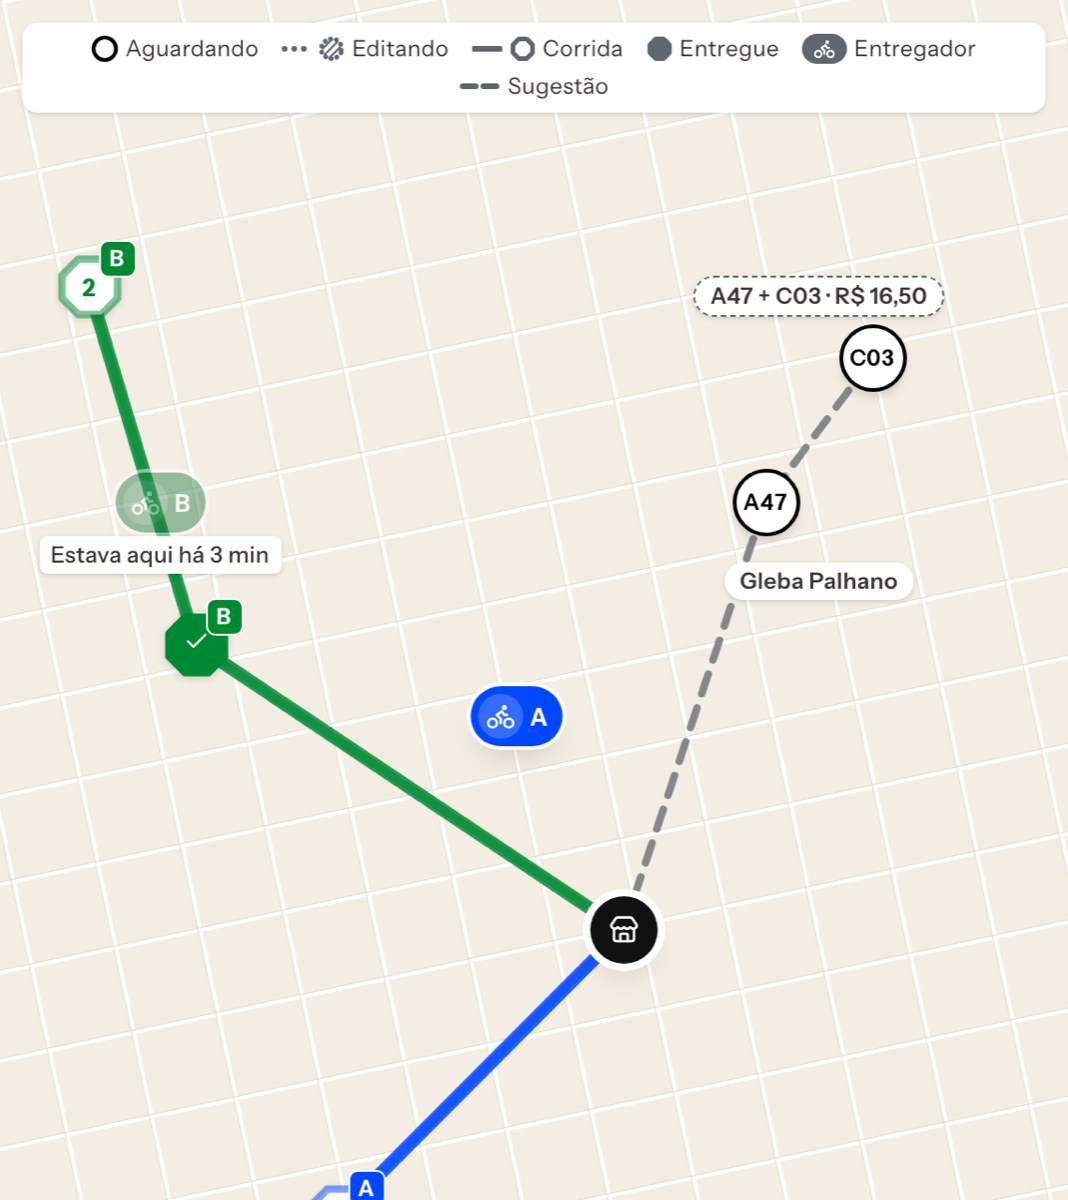 Aguardando
Editando
Corrida
Entregue
Entregador
Sugestão
B
2
A47 + C03 · R$ 16,50
C03
A47
B
Estava aqui há 3 min
Gleba Palhano
B
A
A